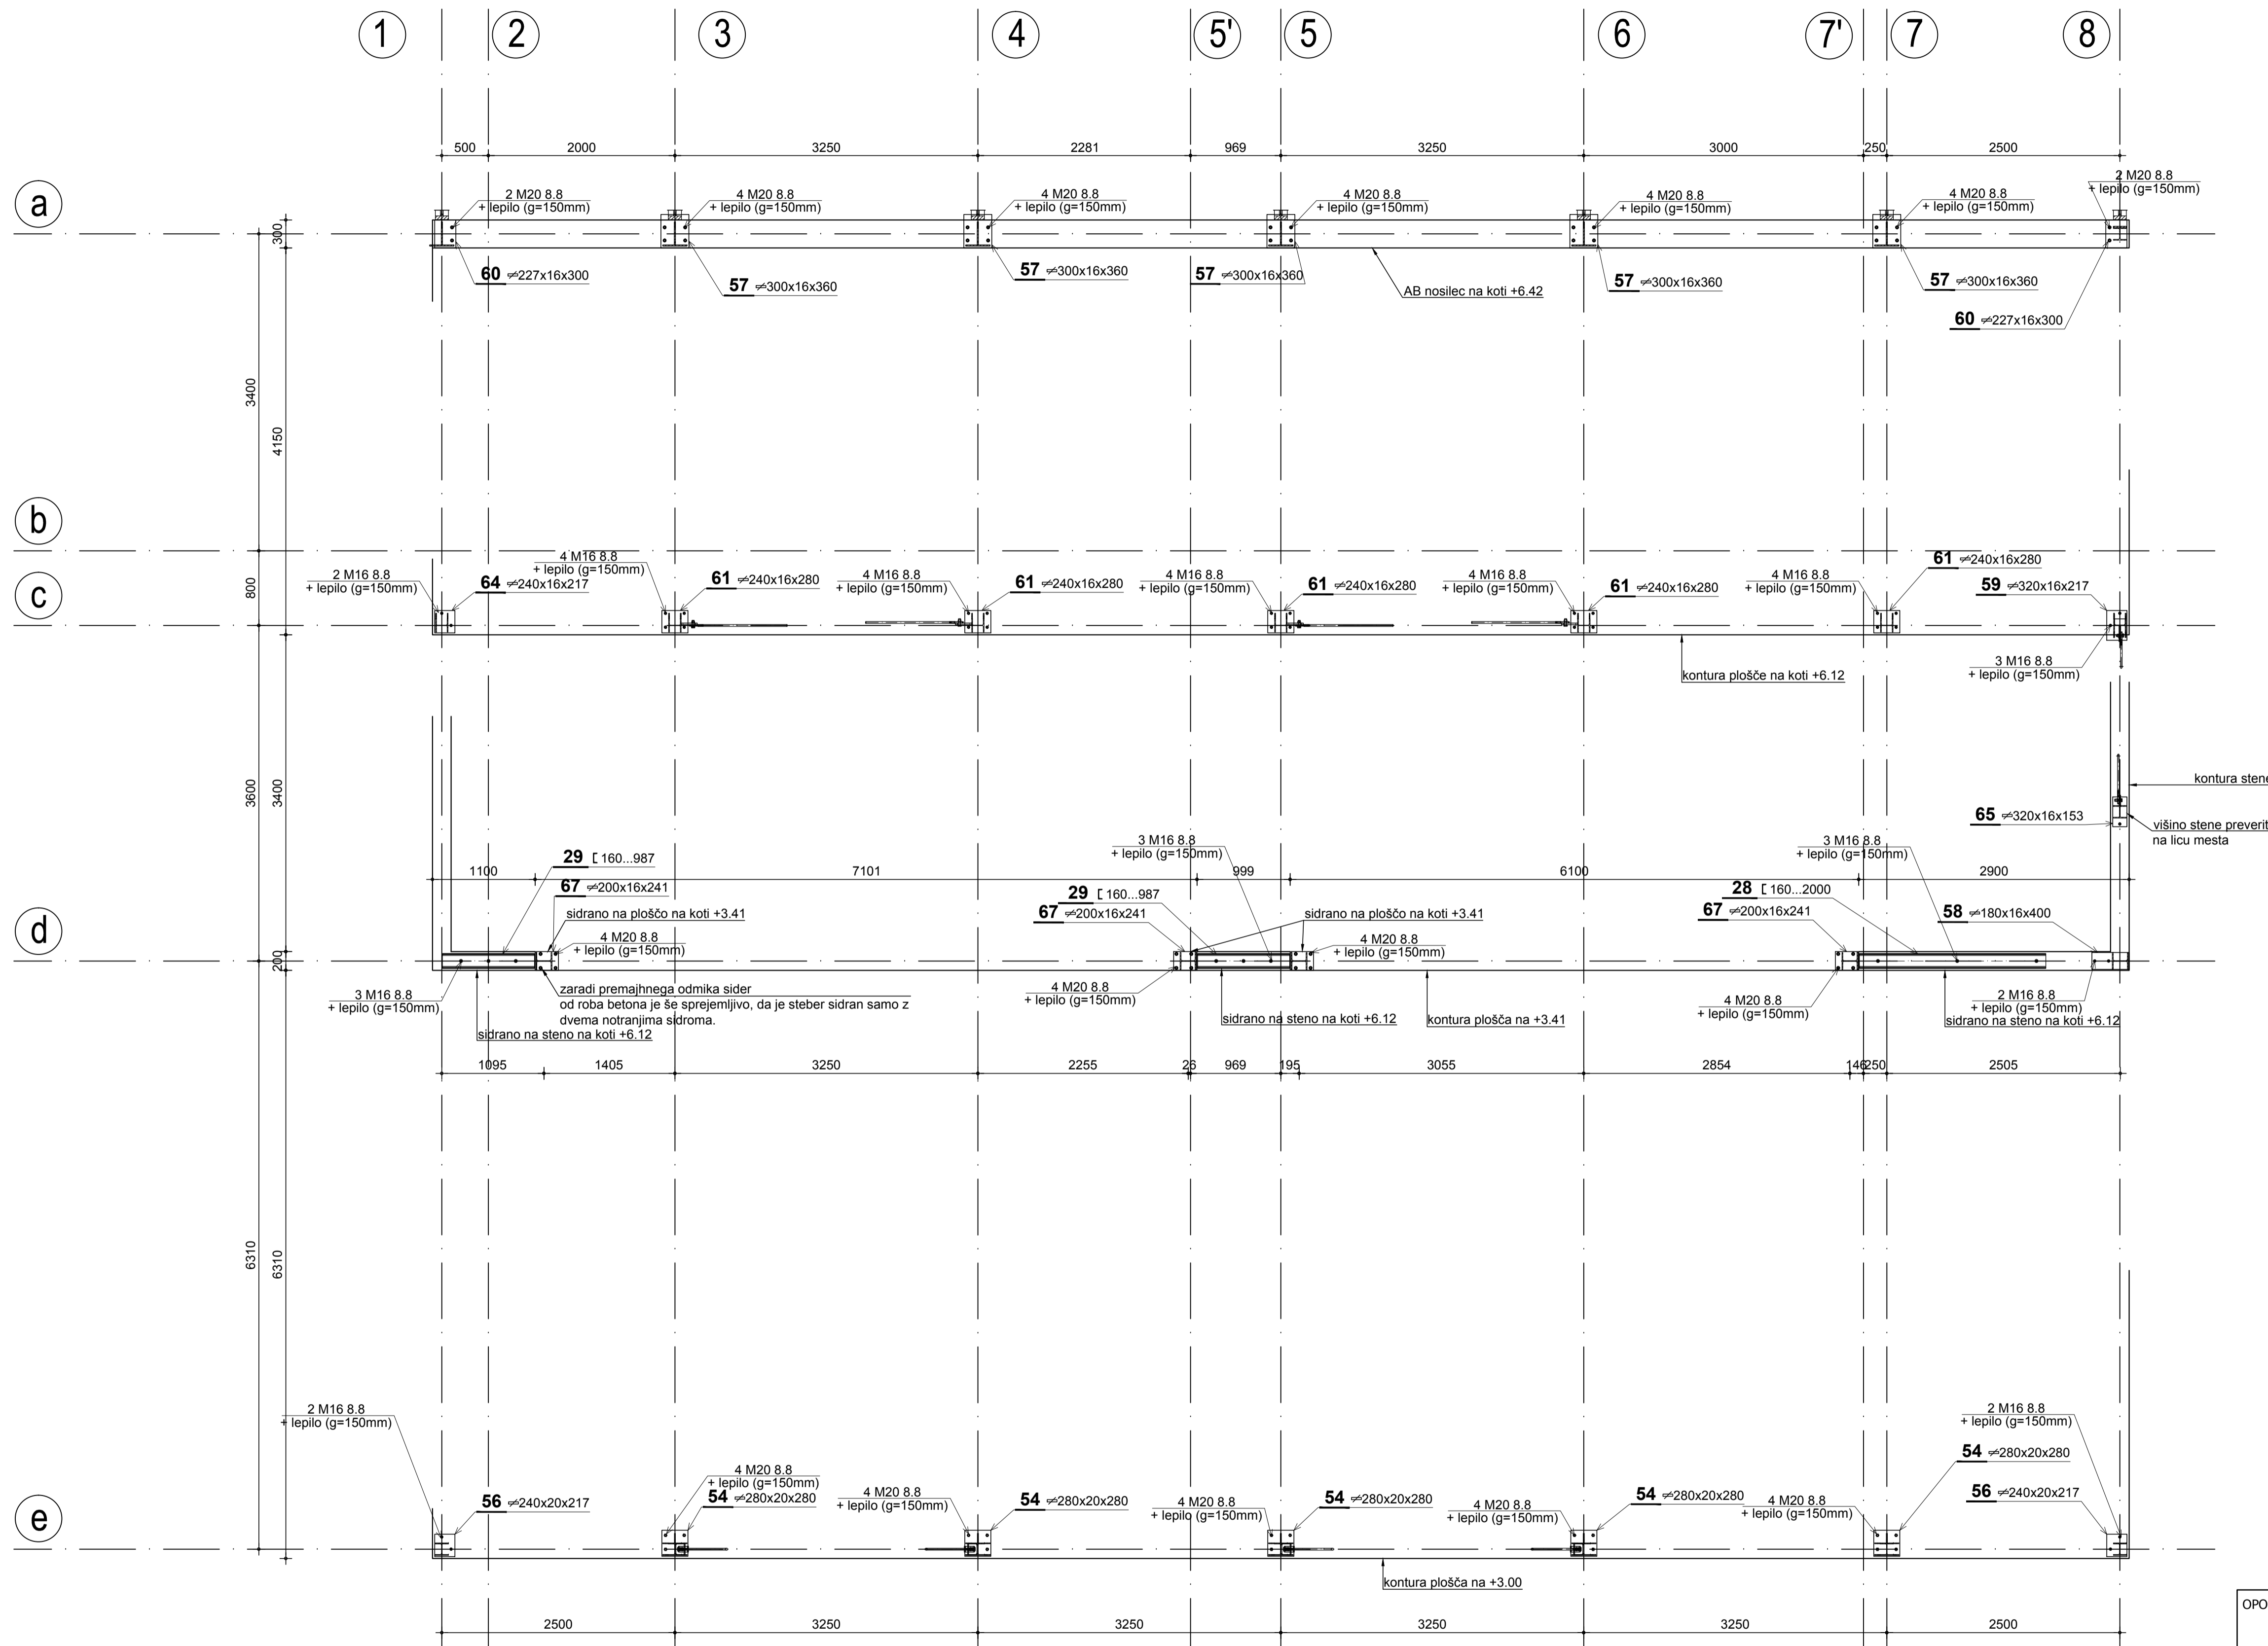 1 2 3 4 5' 5 6 7' 7 8
500 2000 3250 2281 969 3250 3000 250 2500
a
2 M20 8.8
+ lepilo (g=150mm)
4 M20 8.8
+ lepilo (g=150mm)
4 M20 8.8
+ lepilo (g=150mm)
4 M20 8.8
+ lepilo (g=150mm)
4 M20 8.8
+ lepilo (g=150mm)
4 M20 8.8
+ lepilo (g=150mm)
2 M20 8.8
+ lepilo (g=150mm)
300
60 227x16x300
57 300x16x360
57 300x16x360
57 300x16x360
57 300x16x360
57 300x16x360
60 227x16x300
AB nosilec na koti +6.42
3400
4150
b
800
c
2 M16 8.8
+ lepilo (g=150mm)
64 240x16x217
4 M16 8.8
+ lepilo (g=150mm)
61 240x16x280
4 M16 8.8
+ lepilo (g=150mm)
61 240x16x280
4 M16 8.8
+ lepilo (g=150mm)
61 240x16x280
4 M16 8.8
+ lepilo (g=150mm)
61 240x16x280
4 M16 8.8
+ lepilo (g=150mm)
61 240x16x280
59 320x16x217
3 M16 8.8
+ lepilo (g=150mm)
kontura plošče na koti +6.12
3600
3400
kontura stene
65 320x16x153
višino stene preverit
na licu mesta
1100 7101 999 6100 2900
29 [ 160...987
67 200x16x241
sidrano na ploščo na koti +3.41
4 M20 8.8
+ lepilo (g=150mm)
3 M16 8.8
+ lepilo (g=150mm)
29 [ 160...987
67 200x16x241
sidrano na ploščo na koti +3.41
4 M20 8.8
+ lepilo (g=150mm)
3 M16 8.8
+ lepilo (g=150mm)
28 [ 160...2000
67 200x16x241
58 180x16x400
d
200
3 M16 8.8
+ lepilo (g=150mm)
zaradi premajhnega odmika sider
od roba betona je še sprejemljivo, da je steber sidran samo z
dvema notranjima sidroma.
sidrano na steno na koti +6.12
4 M20 8.8
+ lepilo (g=150mm)
sidrano na steno na koti +6.12
kontura plošča na +3.41
4 M20 8.8
+ lepilo (g=150mm)
2 M16 8.8
+ lepilo (g=150mm)
sidrano na steno na koti +6.12
1095 1405 3250 2255 26 969 195 3055 2854 146 250 2505
6310
6310
2 M16 8.8
+ lepilo (g=150mm)
56 240x20x217
4 M20 8.8
+ lepilo (g=150mm)
54 280x20x280
4 M20 8.8
+ lepilo (g=150mm)
54 280x20x280
4 M20 8.8
+ lepilo (g=150mm)
54 280x20x280
4 M20 8.8
+ lepilo (g=150mm)
54 280x20x280
4 M20 8.8
+ lepilo (g=150mm)
2 M16 8.8
+ lepilo (g=150mm)
54 280x20x280
56 240x20x217
e
kontura plošča na +3.00
2500 3250 3250 3250 3250 2500
OPO